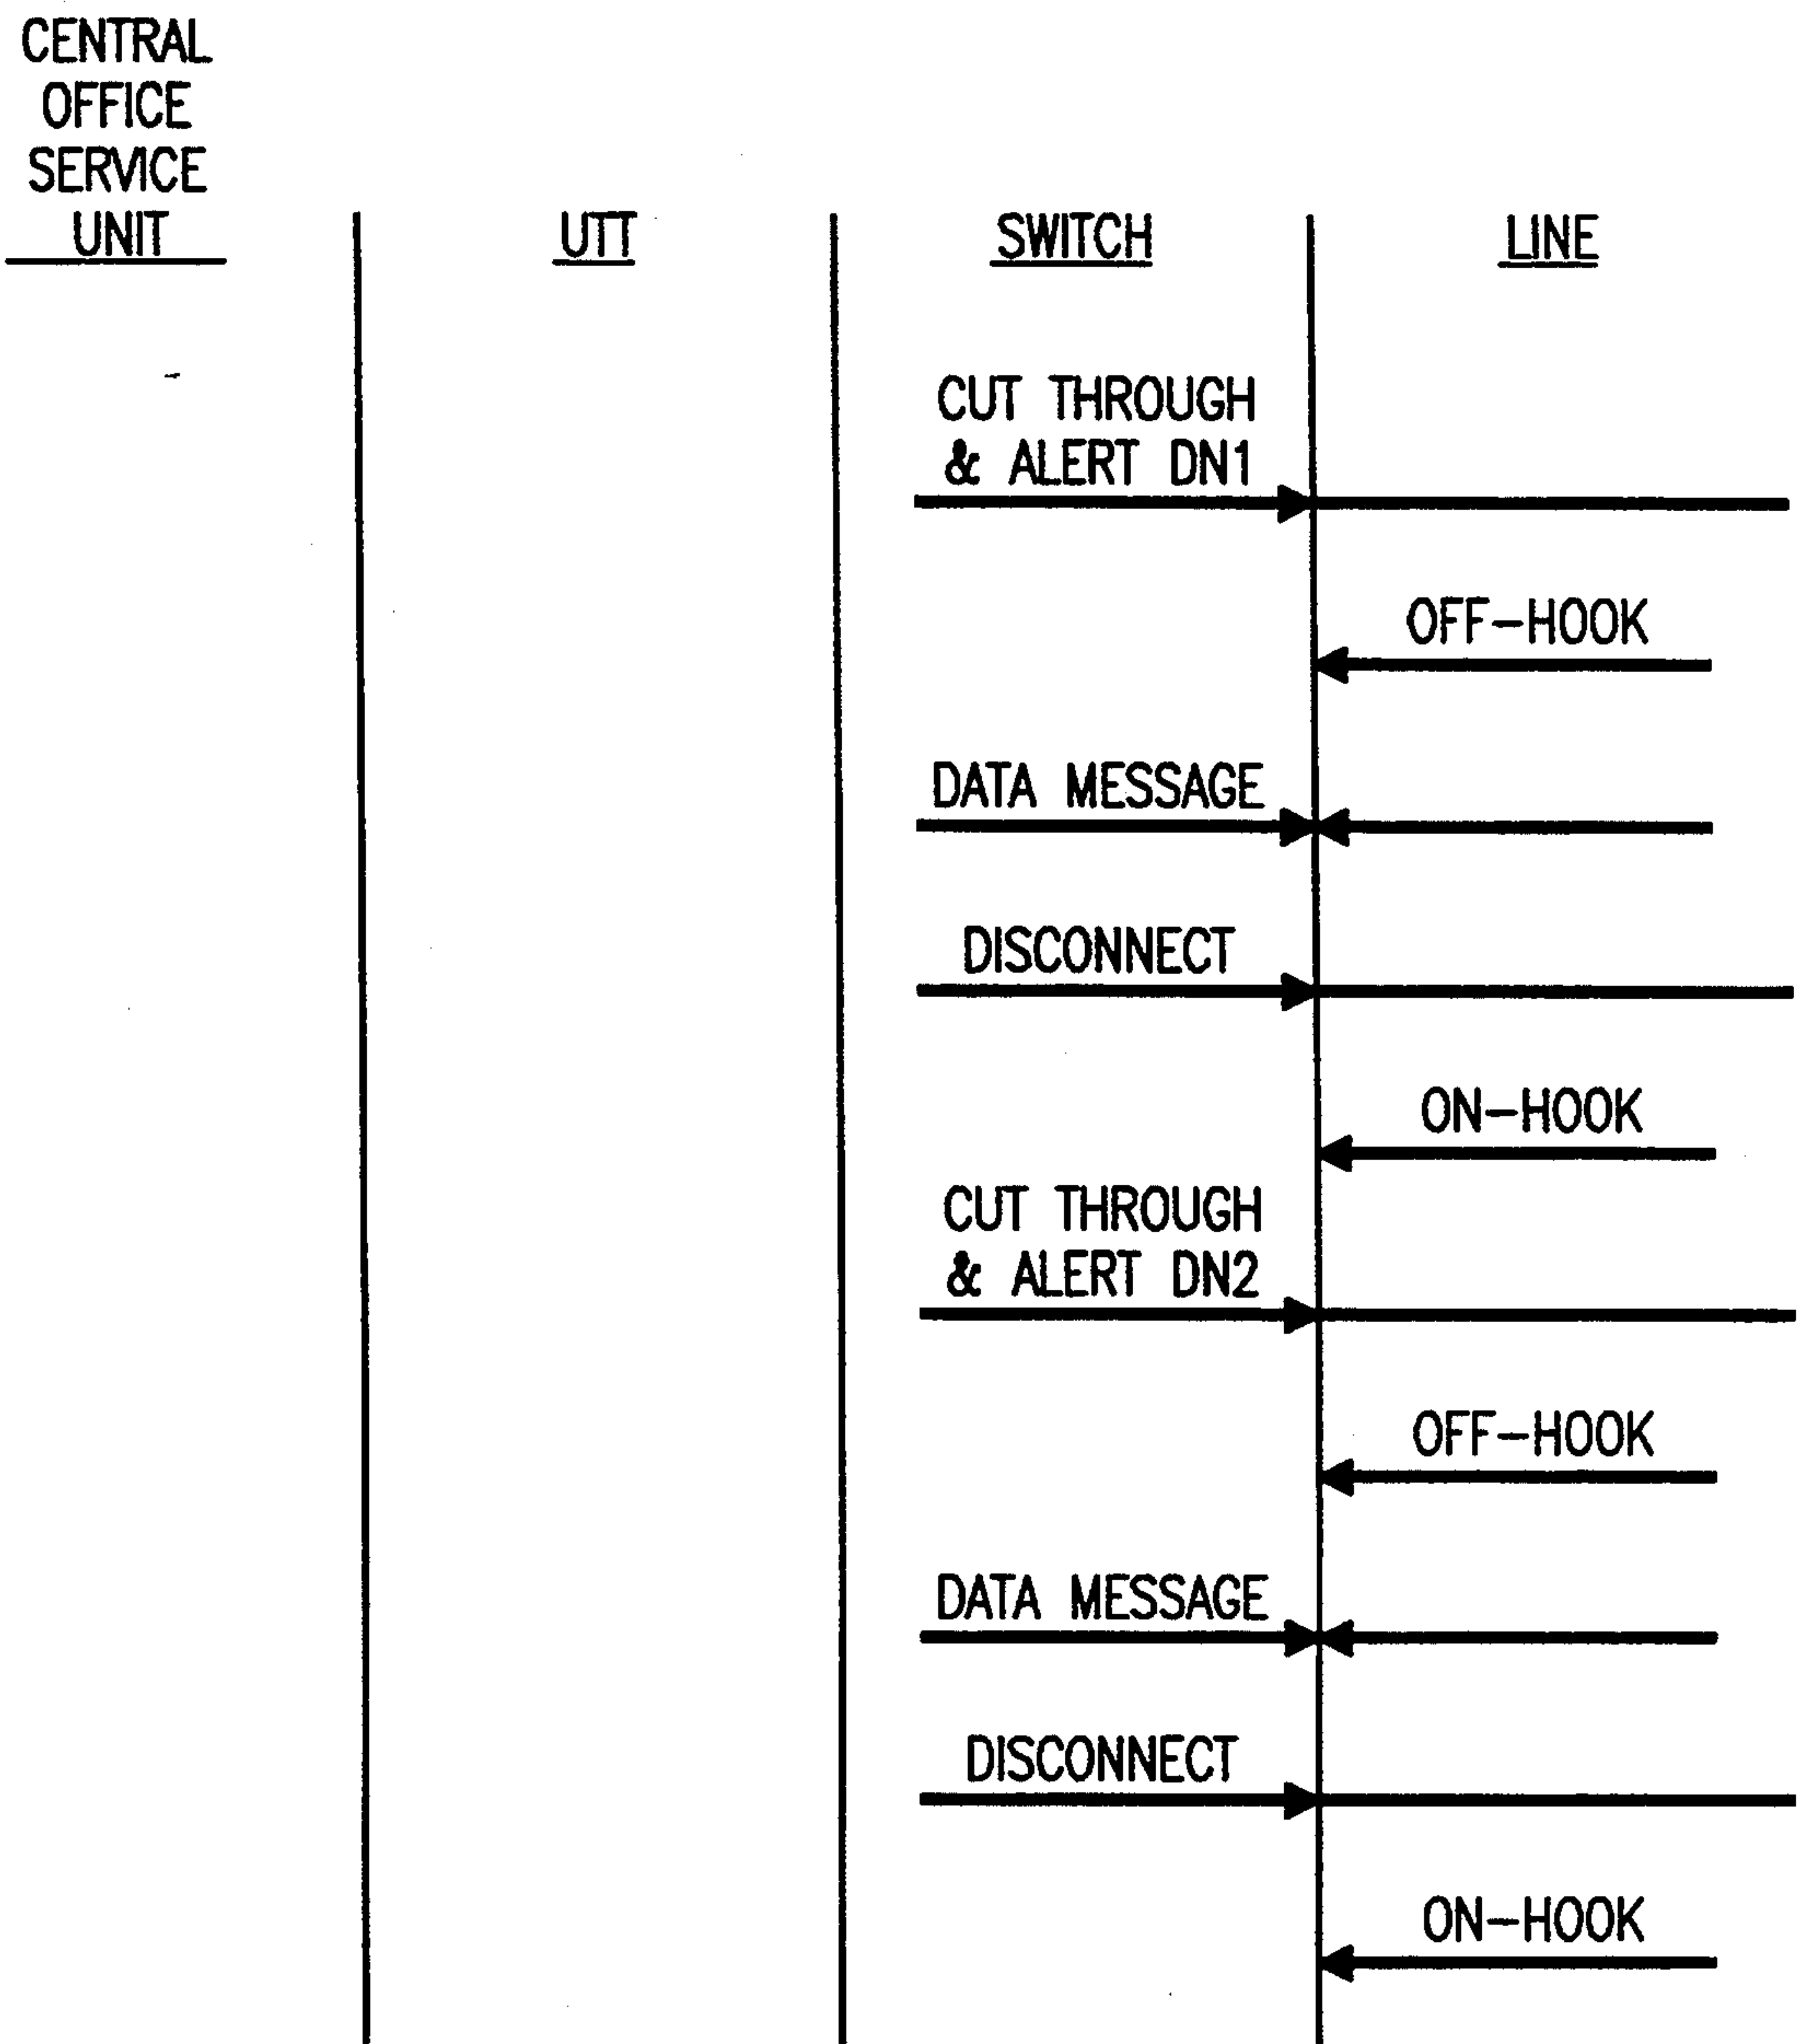 CENTRAL
OFFICE
SERVICE
UNIT
UTT
SWITCH
LINE
CUT THROUGH
& ALERT DN1
OFF-HOOK
DATA MESSAGE
DISCONNECT
ON-HOOK
CUT THROUGH
& ALERT DN2
OFF-HOOK
DATA MESSAGE
DISCONNECT
ON-HOOK